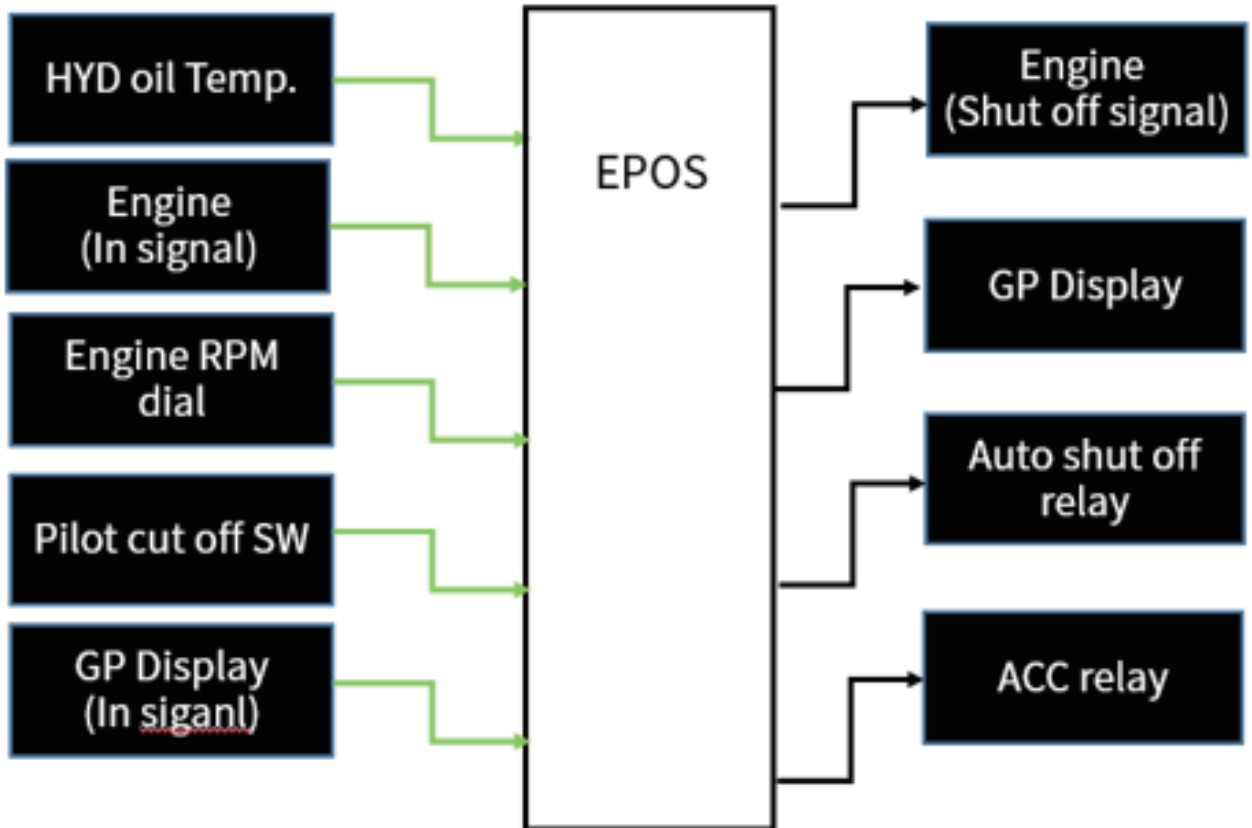 HYD oil Temp.
Engine
(In signal)
Engine RPM
dial
Pilot cut off SW
GP Display
(In siganl)
EPOS
Engine
(Shut off signal)
GP Display
Auto shut off
relay
ACC relay